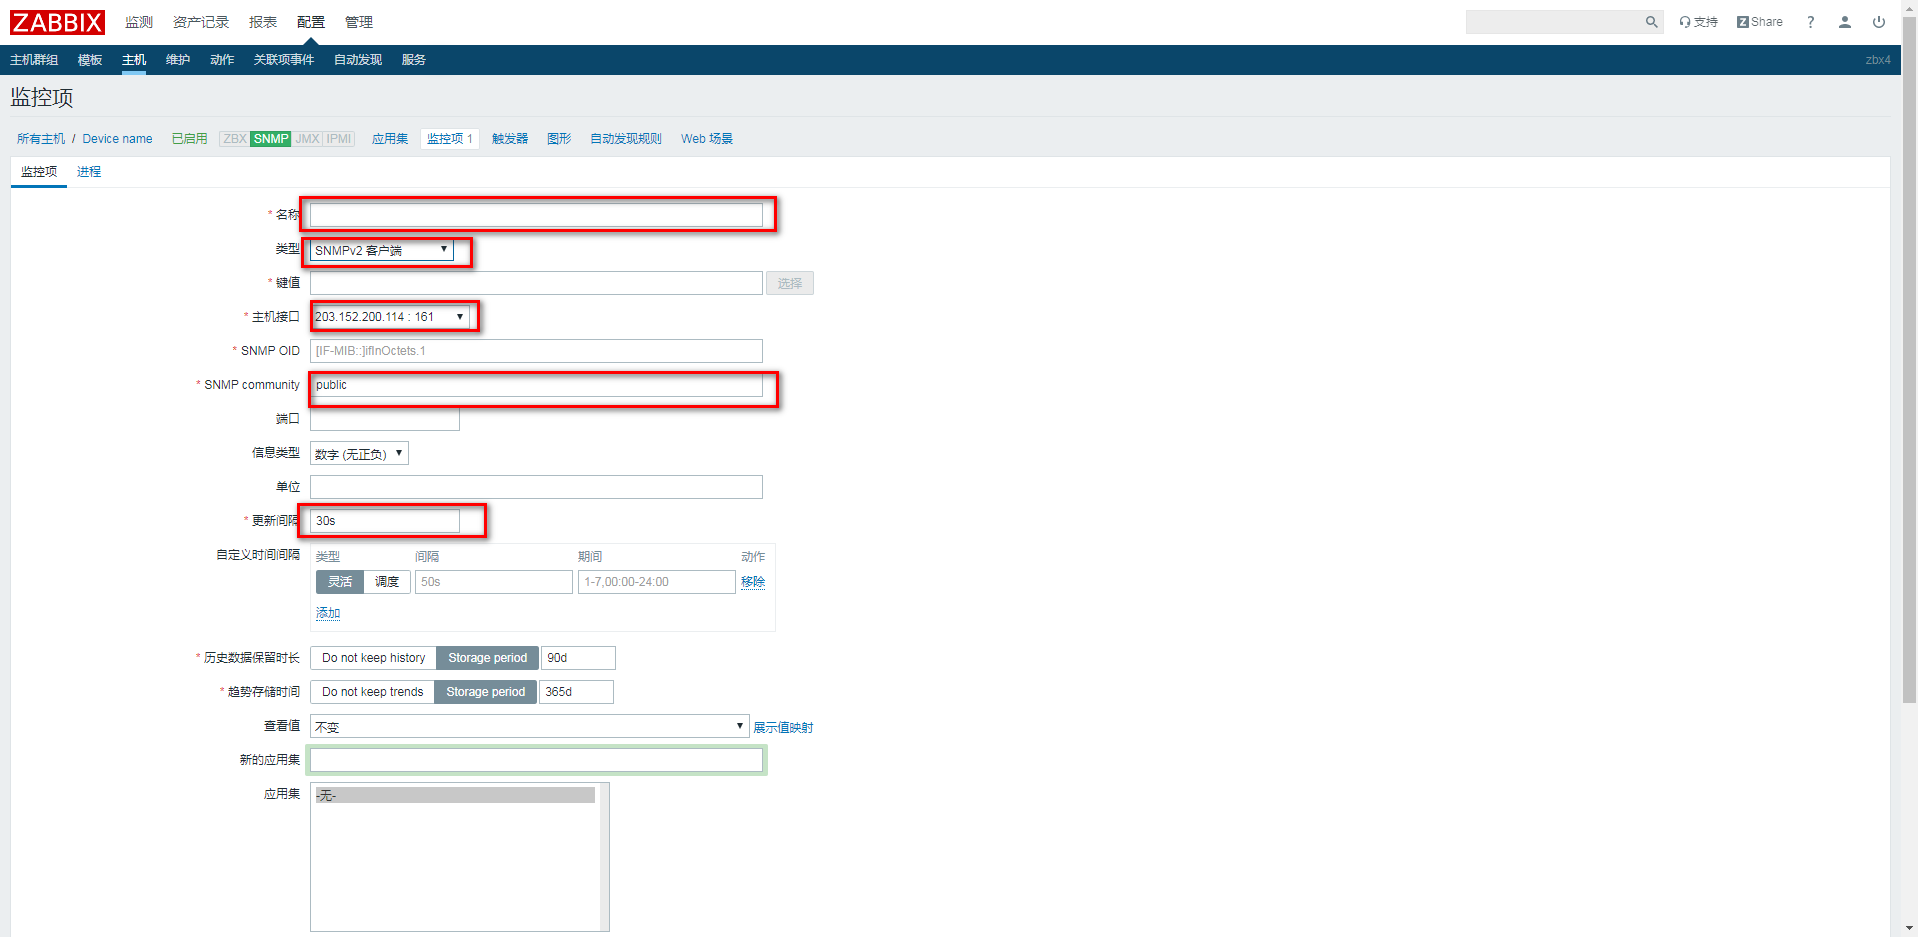 ZABBIX 监测 资产记录 报表 配置 管理 支持 Z Share ?
主机群组 模板 主机 维护 动作 关联项事件 自动发现 服务 zbx4
监控项
所有主机 / Device name 已启用 ZBX SNMP JMX IPMI 应用集 监控项 1 触发器 图形 自动发现规则 Web 场景
监控项 进程
* 名称
类型 SNMPv2 客户端
* 键值 选择
* 主机接口 203.152.200.114 : 161
* SNMP OID [IF-MIB::]ifInOctets.1
* SNMP community public
端口
信息类型 数字 (无正负)
单位
* 更新间隔 30s
自定义时间间隔 类型 间隔 期间 动作
灵活 调度 50s 1-7,00:00-24:00 移除
添加
* 历史数据保留时长 Do not keep history Storage period 90d
* 趋势存储时间 Do not keep trends Storage period 365d
查看值 不变 展示值映射
新的应用集
应用集 -无-